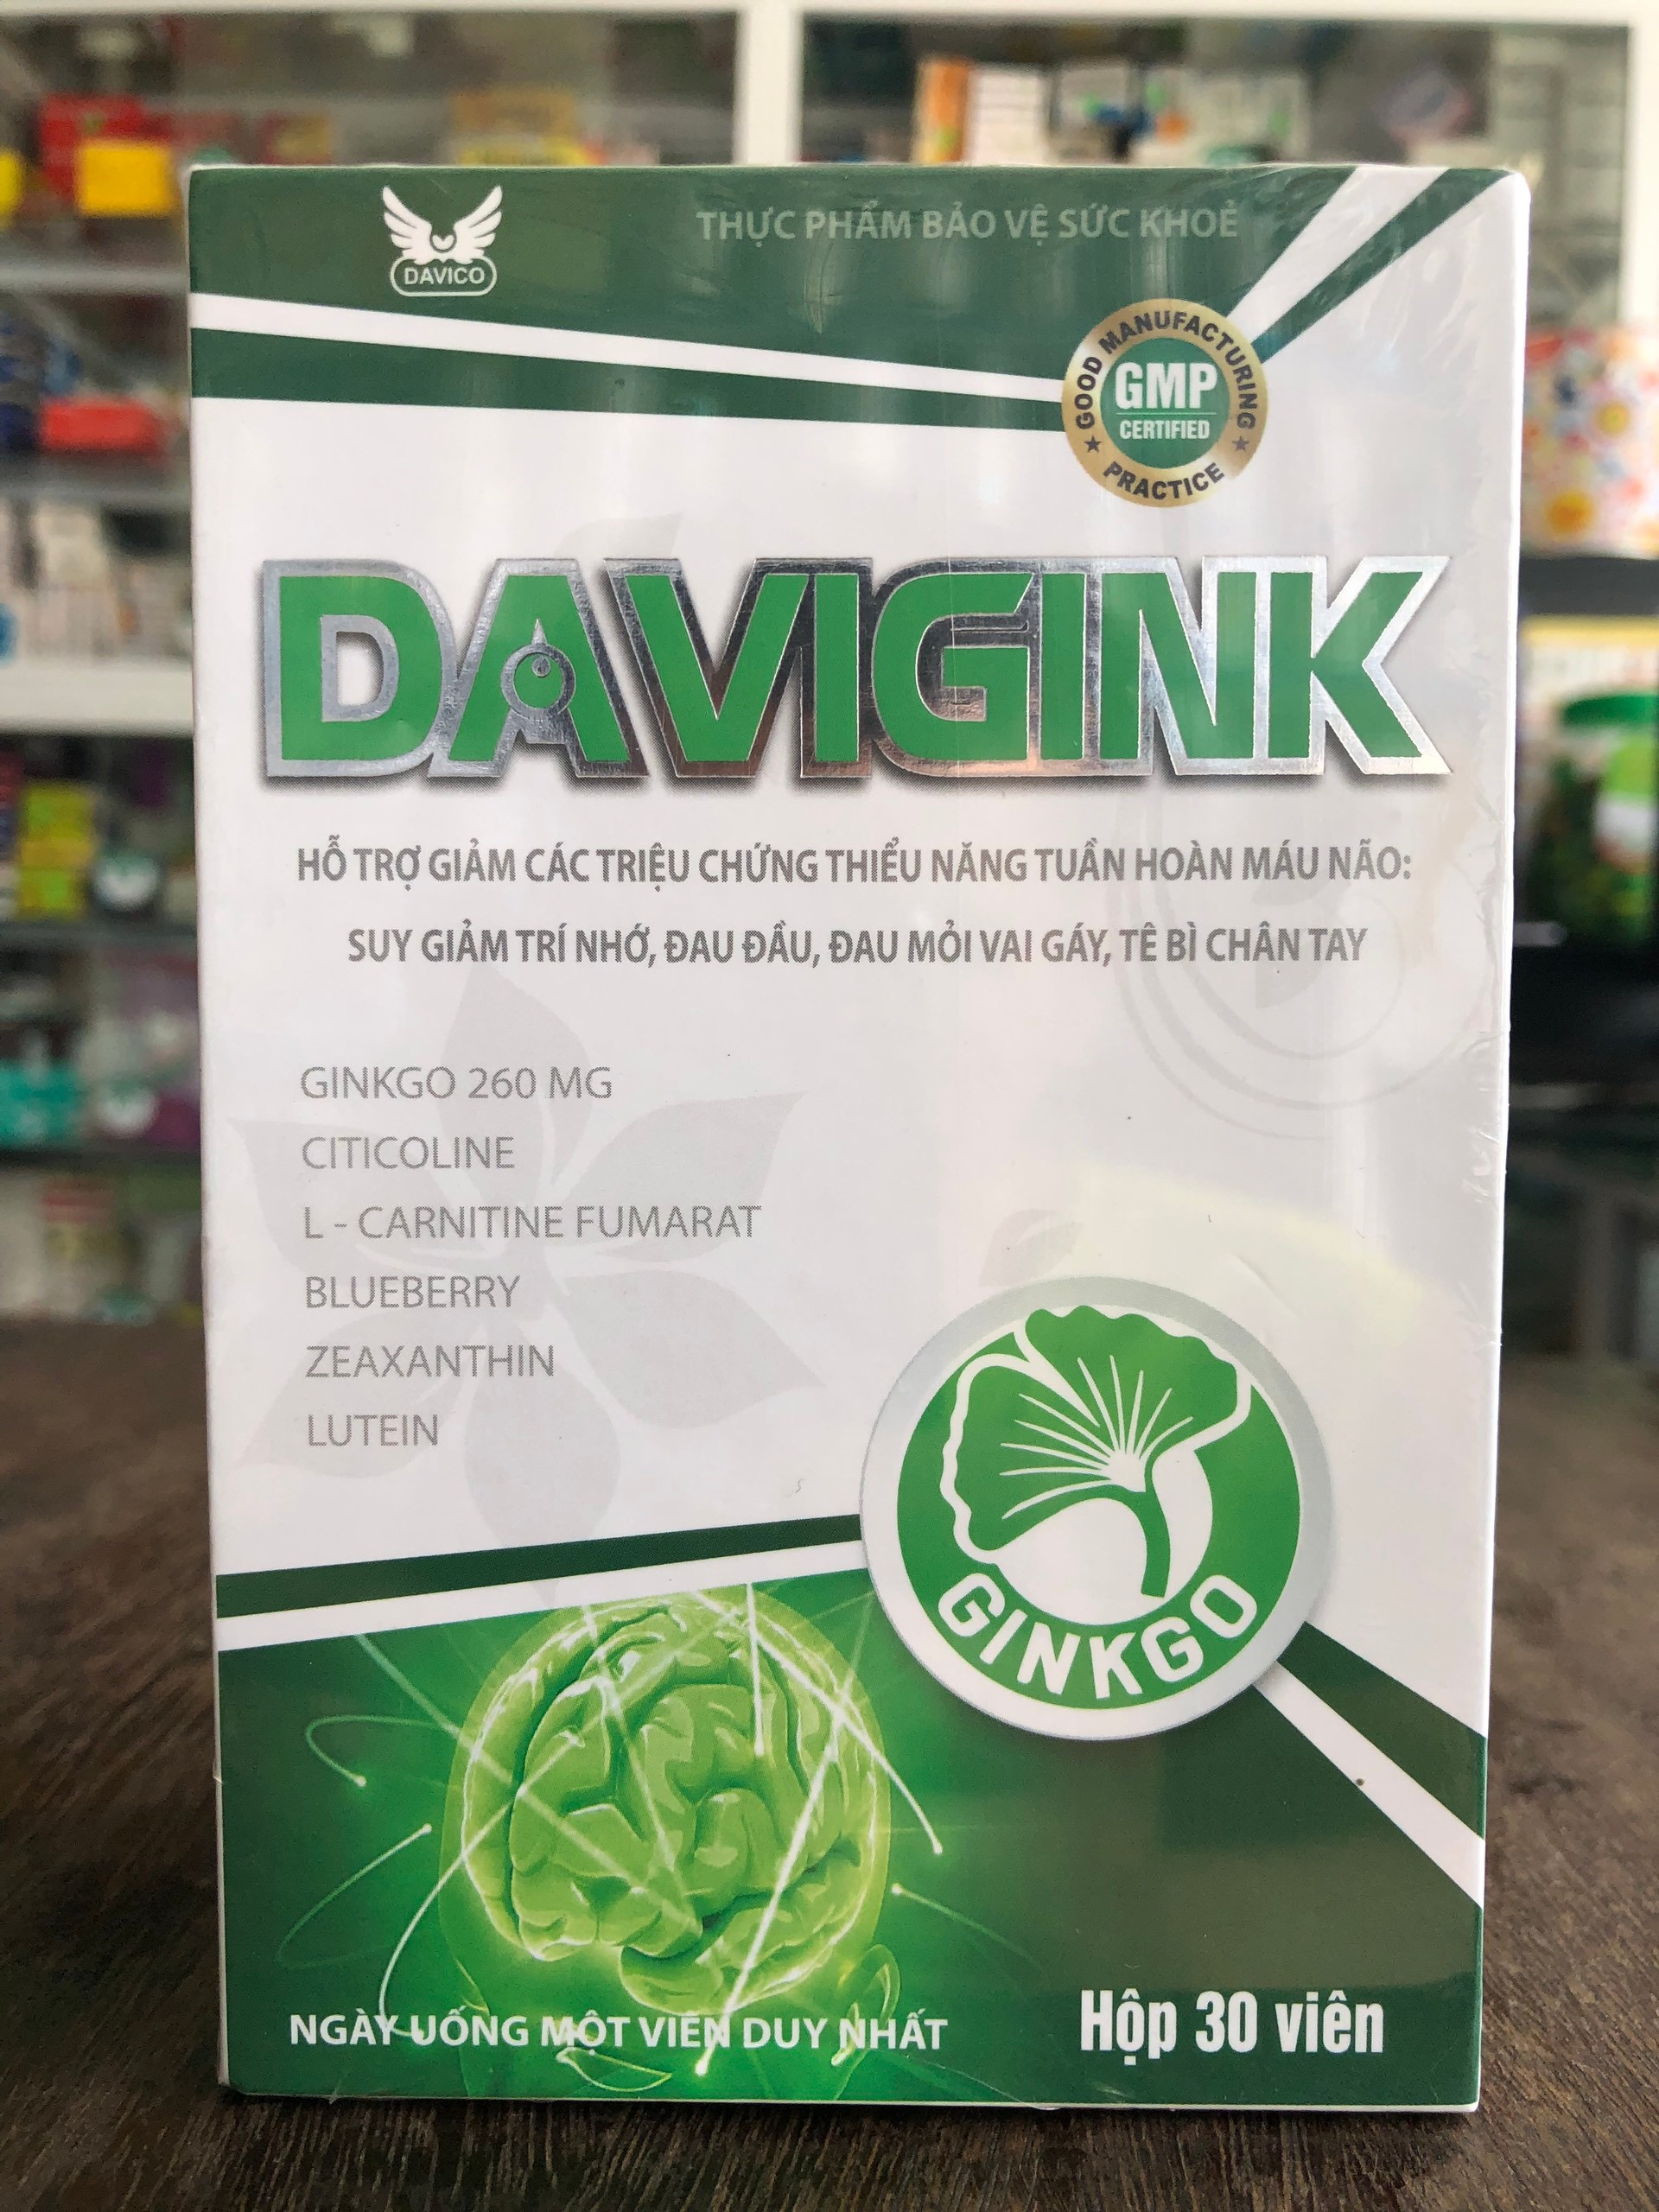 DAVICO
THỰC PHẨM BẢO VỆ SỨC KHOẺ
GOOD MANUFACTURING
GMP
CERTIFIED
PRACTICE
DAVIGINK
HỖ TRỢ GIẢM CÁC TRIỆU CHỨNG THIỂU NĂNG TUẦN HOÀN MÁU NÃO:
SUY GIẢM TRÍ NHỚ, ĐAU ĐẦU, ĐAU MỎI VAI GÁY, TÊ BÌ CHÂN TAY
GINKGO 260 MG
CITICOLINE
L - CARNITINE FUMARAT
BLUEBERRY
ZEAXANTHIN
LUTEIN
GINKGO
NGÀY UỐNG MỘT VIÊN DUY NHẤT
Hộp 30 viên